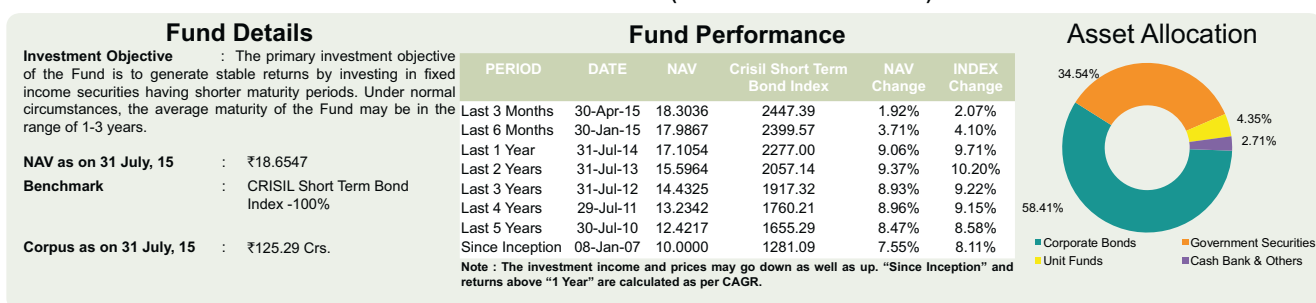 Fund Details
Investment Objective : The primary investment objective
of the Fund is to generate stable returns by investing in fixed
income securities having shorter maturity periods. Under normal
circumstances, the average maturity of the Fund may be in the
range of 1-3 years.
NAV as on 31 July, 15 : ₹18.6547
Benchmark : CRISIL Short Term Bond
Index -100%
Corpus as on 31 July, 15 : ₹125.29 Crs.
Fund Performance
PERIOD DATE NAV Crisil Short Term Bond Index NAV Change INDEX Change
Last 3 Months 30-Apr-15 18.3036 2447.39 1.92% 2.07%
Last 6 Months 30-Jan-15 17.9867 2399.57 3.71% 4.10%
Last 1 Year 31-Jul-14 17.1054 2277.00 9.06% 9.71%
Last 2 Years 31-Jul-13 15.5964 2057.14 9.37% 10.20%
Last 3 Years 31-Jul-12 14.4325 1917.32 8.93% 9.22%
Last 4 Years 29-Jul-11 13.2342 1760.21 8.96% 9.15%
Last 5 Years 30-Jul-10 12.4217 1655.29 8.47% 8.58%
Since Inception 08-Jan-07 10.0000 1281.09 7.55% 8.11%
Note : The investment income and prices may go down as well as up. “Since Inception” and
returns above “1 Year” are calculated as per CAGR.
Asset Allocation
34.54%
4.35%
2.71%
58.41%
Corporate Bonds Government Securities
Unit Funds Cash Bank & Others